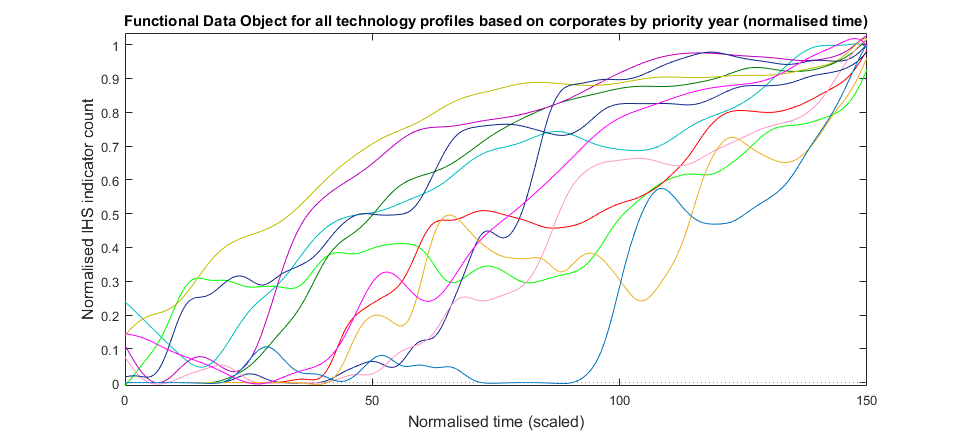 Functional Data Object for all technology profiles based on corporates by priority year (normalised time)
1
0.9
0.8
0.7
0.6
0.5
0.4
0.3
0.2
0.1
0
Normalised IHS indicator count
0 50 100 150
Normalised time (scaled)